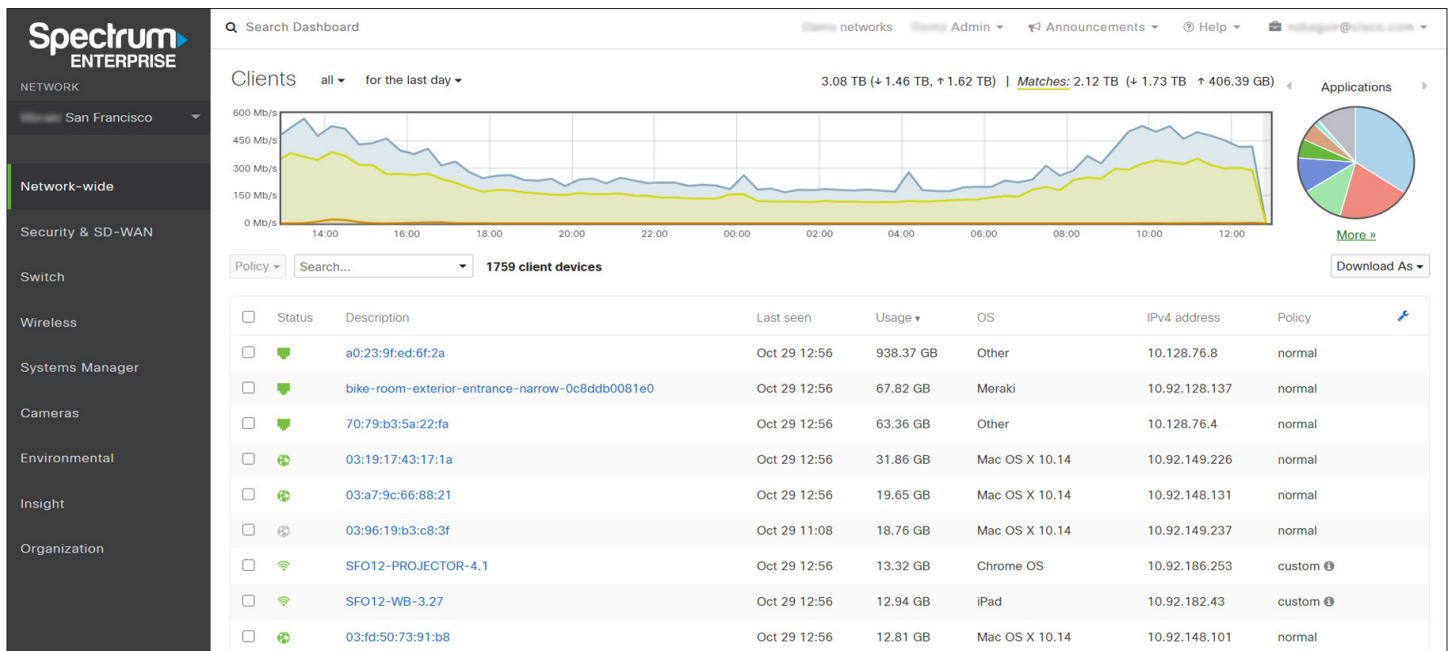 Spectrum
ENTERPRISE
NETWORK
San Francisco
Network-wide
Security & SD-WAN
Switch
Wireless
Systems Manager
Cameras
Environmental
Insight
Organization
Search Dashboard
networks Admin Announcements Help
Clients all for the last day
3.08 TB (↓ 1.46 TB, ↑ 1.62 TB) | Matches: 2.12 TB (↓ 1.73 TB ↑ 406.39 GB)
Applications
600 Mb/s
450 Mb/s
300 Mb/s
150 Mb/s
0 Mb/s
14:00 16:00 18:00 20:00 22:00 00:00 02:00 04:00 06:00 08:00 10:00 12:00
More »
Policy Search... 1759 client devices Download As
Status Description Last seen Usage ▾ OS IPv4 address Policy
a0:23:9f:ed:6f:2a Oct 29 12:56 938.37 GB Other 10.128.76.8 normal
bike-room-exterior-entrance-narrow-0c8ddb0081e0 Oct 29 12:56 67.82 GB Meraki 10.92.128.137 normal
70:79:b3:5a:22:fa Oct 29 12:56 63.36 GB Other 10.128.76.4 normal
03:19:17:43:17:1a Oct 29 12:56 31.86 GB Mac OS X 10.14 10.92.149.226 normal
03:a7:9c:66:88:21 Oct 29 12:56 19.65 GB Mac OS X 10.14 10.92.148.131 normal
03:96:19:b3:c8:3f Oct 29 11:08 18.76 GB Mac OS X 10.14 10.92.149.237 normal
SFO12-PROJECTOR-4.1 Oct 29 12:56 13.32 GB Chrome OS 10.92.186.253 custom
SFO12-WB-3.27 Oct 29 12:56 12.94 GB iPad 10.92.182.43 custom
03:fd:50:73:91:b8 Oct 29 12:56 12.81 GB Mac OS X 10.14 10.92.148.101 normal